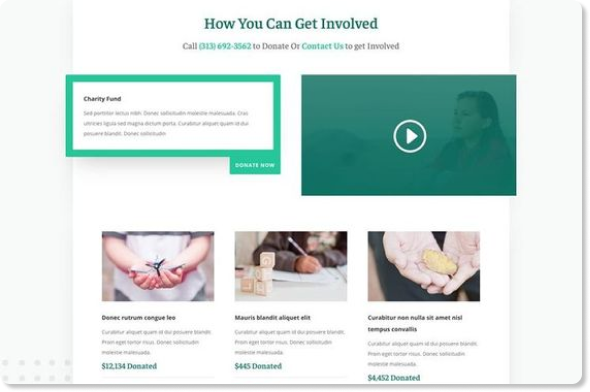 How You Can Get Involved
Call (313) 692-3562 to Donate Or Contact Us to get Involved
Charity Fund
Sed porttitor lectus nibh. Donec sollicitudin molestie malesuada. Cras
ultricies ligula sed magna dictum porta. Curabitur aliquet quam id dui
posuere blandit. Donec sollicitudin
DONATE NOW
Donec rutrum congue leo
Curabitur aliquet quam id dui posuere blandit.
Proin eget tortor risus. Donec sollicitudin
molestie malesuada.
$12,134 Donated
Mauris blandit aliquet elit
Curabitur aliquet quam id dui posuere blandit.
Proin eget tortor risus. Donec sollicitudin
molestie malesuada.
$445 Donated
Curabitur non nulla sit amet nisl
tempus convallis
Curabitur aliquet quam id dui posuere blandit.
Proin eget tortor risus. Donec sollicitudin
molestie malesuada.
$4,452 Donated